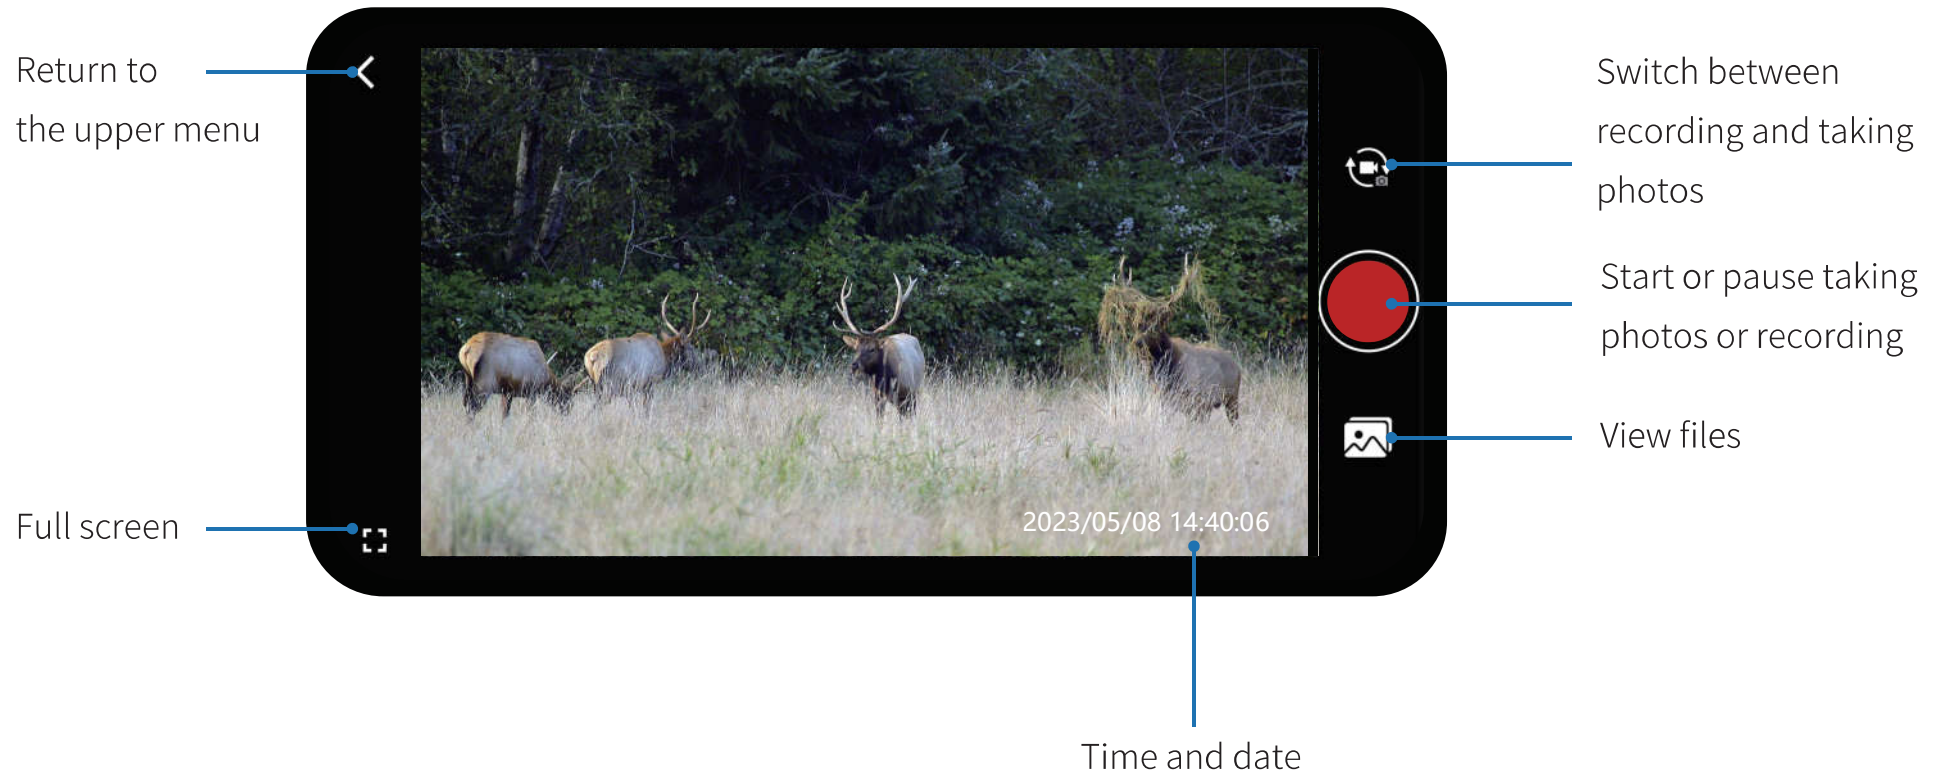 Return to
the upper menu
Switch between
recording and taking
photos
Start or pause taking
photos or recording
View files
Full screen
2023/05/08 14:40:06
Time and date